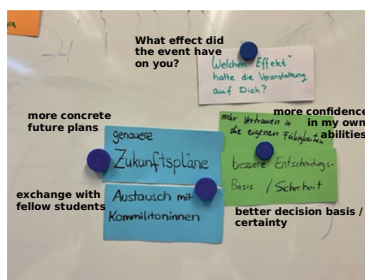 What effect did
the event have
on you?
Welchen "Effekt"
hatte die Veranstaltung
auf Dich?
more concrete
future plans
genauere
Zukunftspläne
more confidence
in my own
abilities
mehr Vertrauen in
die eigenen Fähigkeiten
exchange with
fellow students
Austausch mit
Kommilitoninnen
bessere Entscheidungs-
Basis / Sicherheit
better decision basis /
certainty